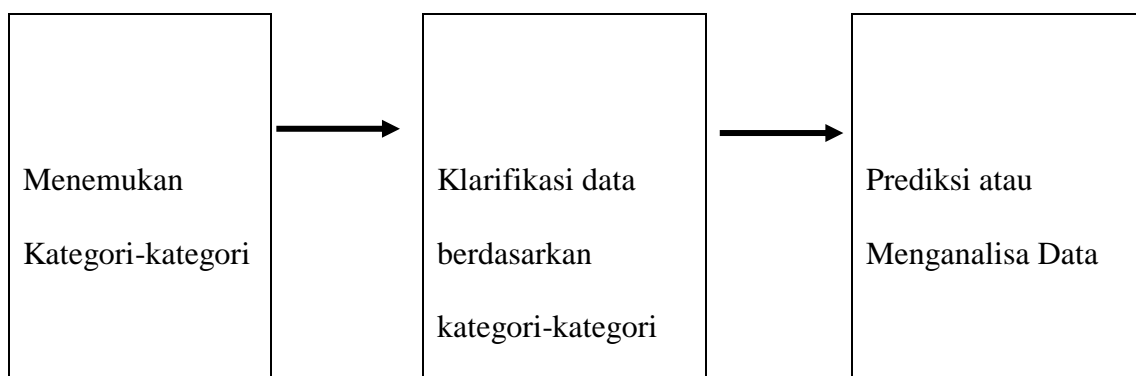 Menemukan
Kategori-kategori
Klarifikasi data
berdasarkan
kategori-kategori
Prediksi atau
Menganalisa Data